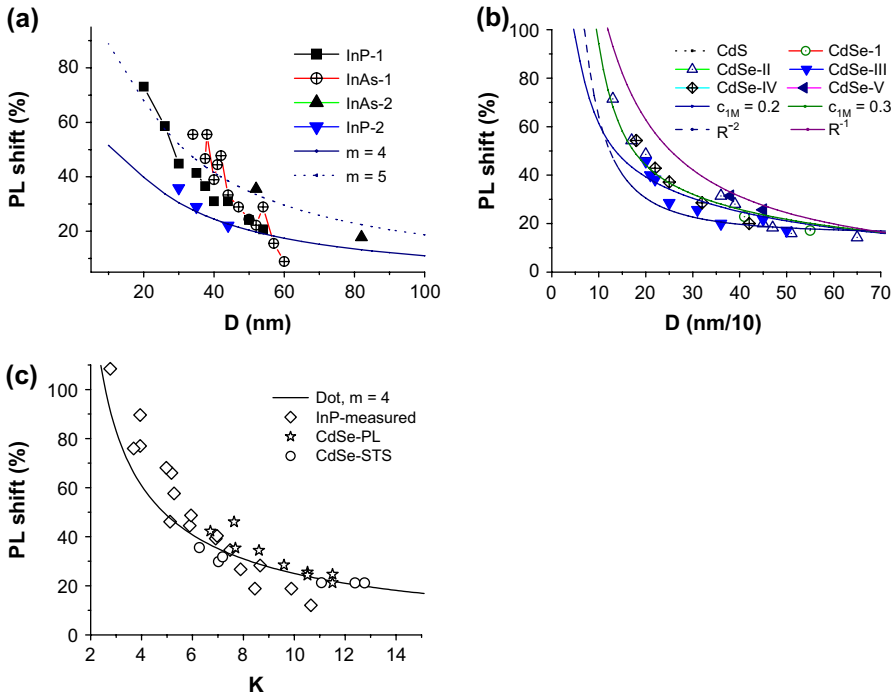 (a)
PL shift (%)
80
60
40
20
InP-1
InAs-1
InAs-2
InP-2
m = 4
m = 5
20 40 60 80 100
D (nm)
(b)
PL shift (%)
100
80
60
40
20
0
CdS CdSe-1
CdSe-II CdSe-III
CdSe-IV CdSe-V
c1M = 0.2 c1M = 0.3
R-2 R-1
0 10 20 30 40 50 60 70
D (nm/10)
(c)
PL shift (%)
100
80
60
40
20
0
Dot, m = 4
InP-measured
CdSe-PL
CdSe-STS
2 4 6 8 10 12 14
K